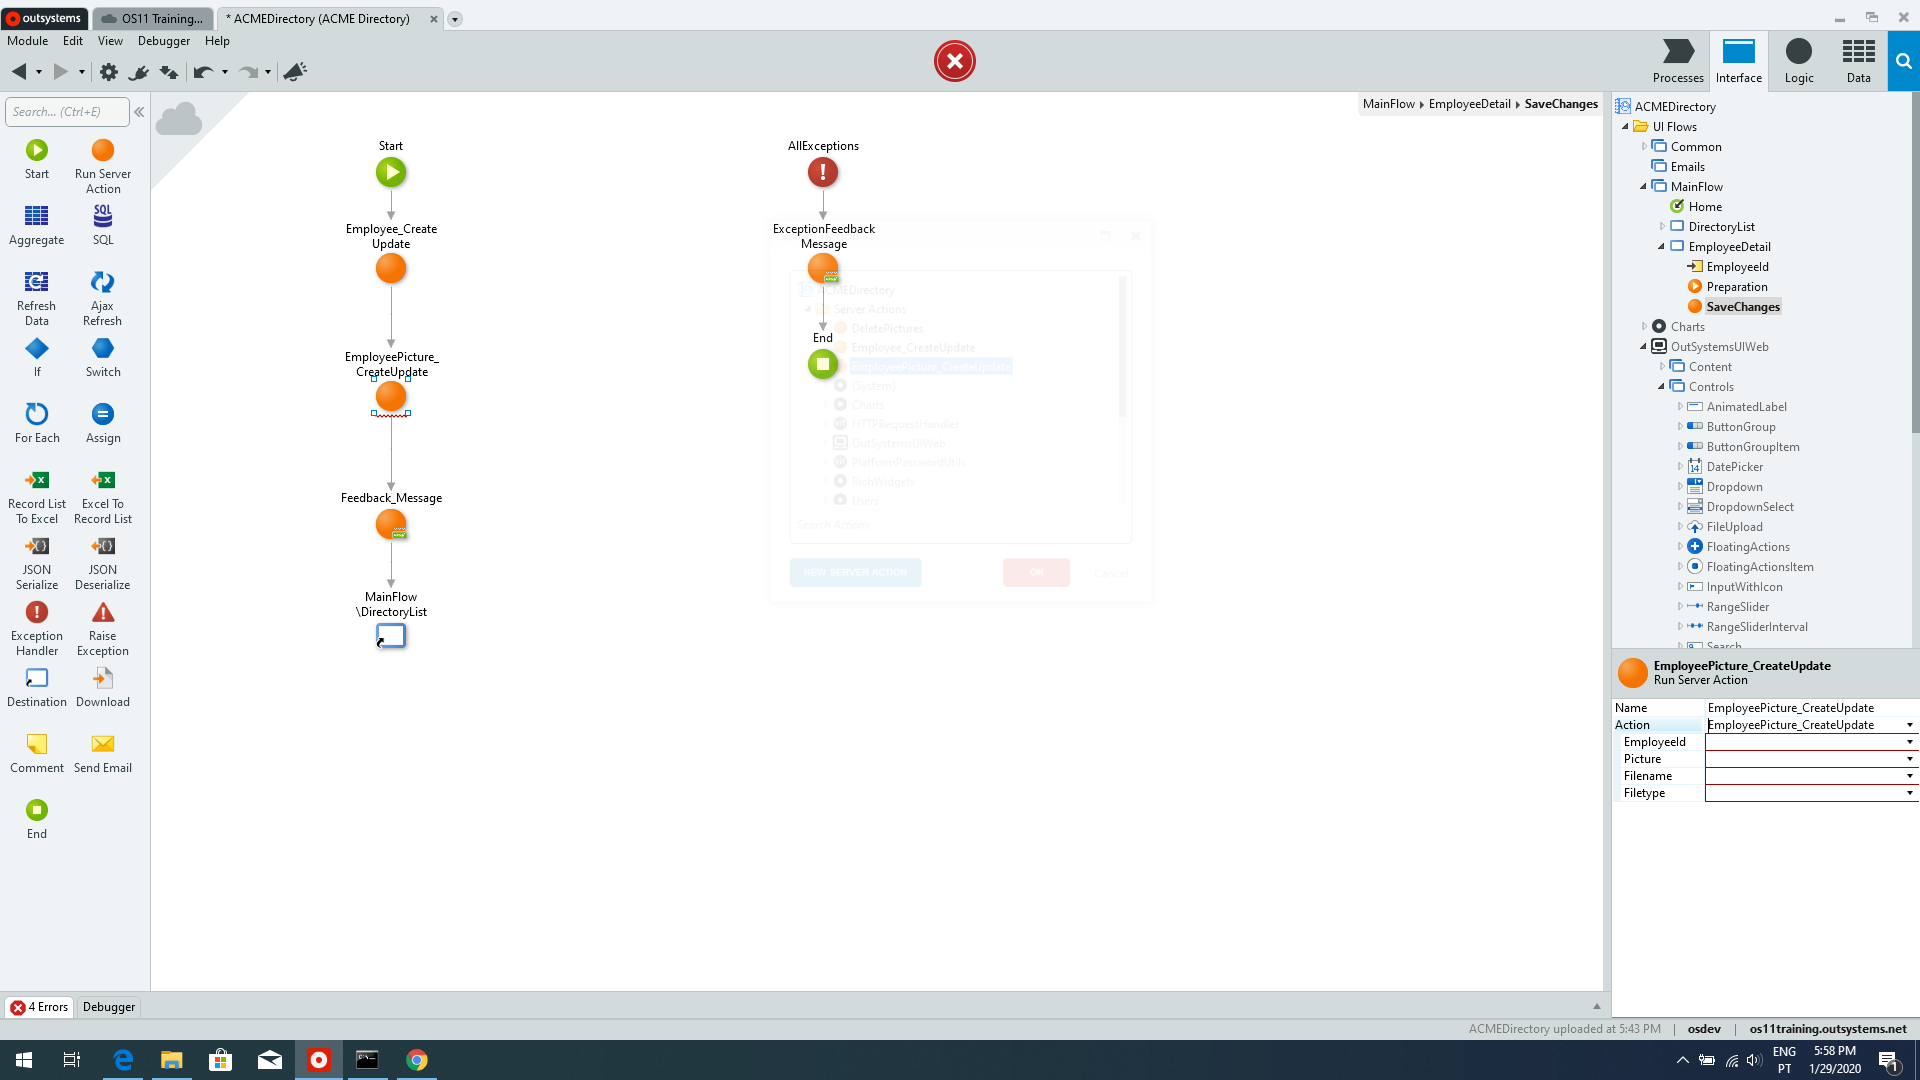 outsystems
OS11 Training...
* ACMEDirectory (ACME Directory)
Module Edit View Debugger Help
Processes
Interface
Logic
Data
Search... (Ctrl+E)
Start
Run Server
Action
Aggregate
SQL
Refresh
Data
Ajax
Refresh
If
Switch
For Each
Assign
Record List
To Excel
Excel To
Record List
JSON
Serialize
JSON
Deserialize
Exception
Handler
Raise
Exception
Destination
Download
Comment
Send Email
End
MainFlow EmployeeDetail SaveChanges
Start
Employee_Create
Update
EmployeePicture_
CreateUpdate
Feedback_Message
MainFlow
\DirectoryList
AllExceptions
ExceptionFeedback
Message
End
ACMEDirectory
Server Actions
DeletePictures
Employee_CreateUpdate
EmployeePicture_CreateUpdate
(System)
Charts
HTTPRequestHandler
OutSystemsUIWeb
PlatformPasswordUtils
RichWidgets
Users
Search Actions
NEW SERVER ACTION
OK
Cancel
ACMEDirectory
UI Flows
Common
Emails
MainFlow
Home
DirectoryList
EmployeeDetail
EmployeeId
Preparation
SaveChanges
Charts
OutSystemsUIWeb
Content
Controls
AnimatedLabel
ButtonGroup
ButtonGroupItem
DatePicker
Dropdown
DropdownSelect
FileUpload
FloatingActions
FloatingActionsItem
InputWithIcon
RangeSlider
RangeSliderInterval
Search
EmployeePicture_CreateUpdate
Run Server Action
Name EmployeePicture_CreateUpdate
Action EmployeePicture_CreateUpdate
EmployeeId
Picture
Filename
Filetype
4 Errors
Debugger
ACMEDirectory uploaded at 5:43 PM | osdev | os11training.outsystems.net
ENG
PT
5:58 PM
1/29/2020
1